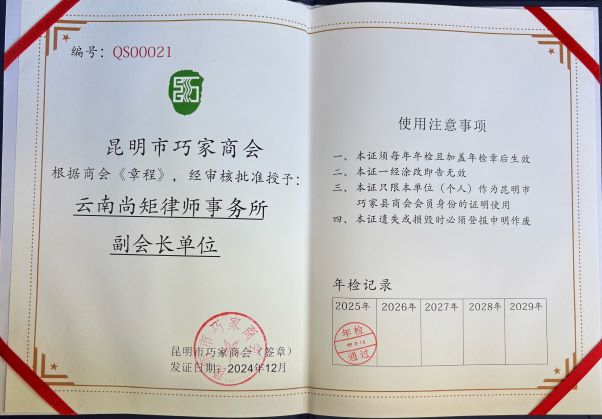 编号：QS00021
昆明市巧家商会
根据商会《章程》，经审核批准授予：
云南尚矩律师事务所
副会长单位
昆明市巧家商会（签章）
发证日期：2024年12月
使用注意事项
一、本证须每年年检且加盖年检章后生效
二、本证一经涂改即告无效
三、本证只限本单位（个人）作为昆明市
巧家县商会会员身份的证明使用
四、本证遗失或损毁时必须登报申明作废
年检记录
2025年 2026年 2027年 2028年 2029年
年检
通过